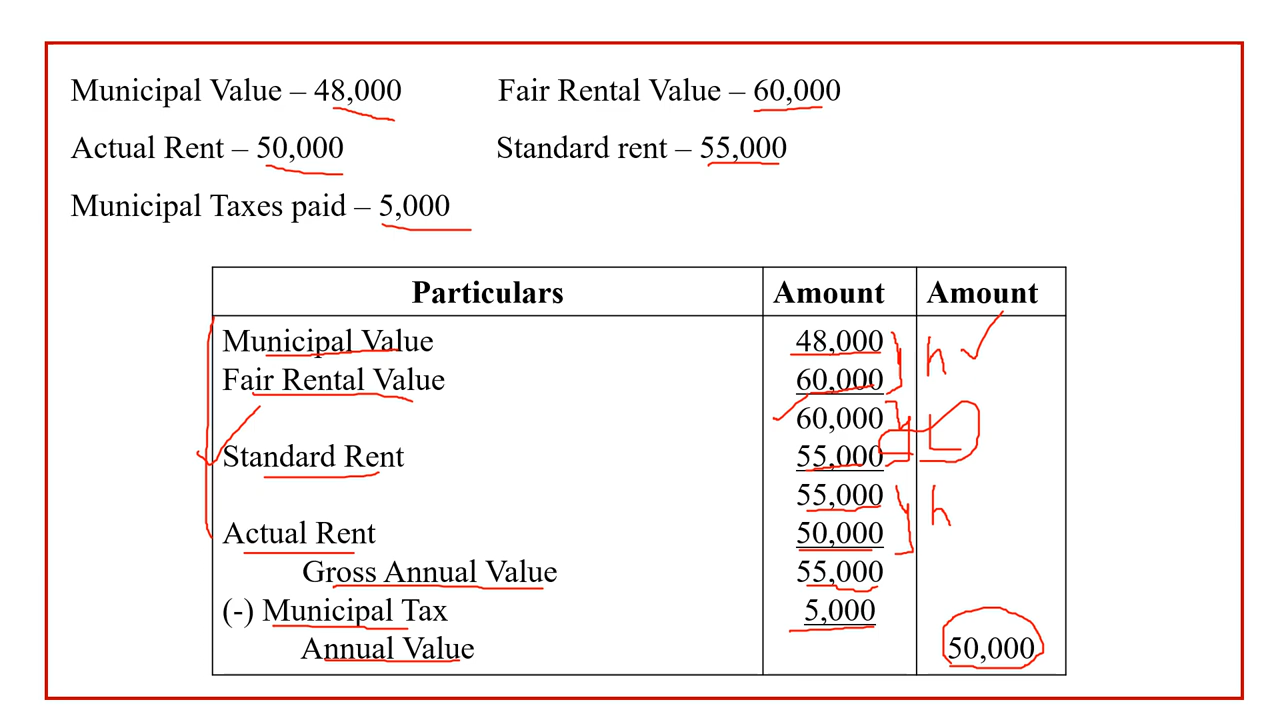 Municipal Value – 48,000 Fair Rental Value – 60,000
Actual Rent – 50,000 Standard rent – 55,000
Municipal Taxes paid – 5,000
Particulars Amount Amount
Municipal Value 48,000 h
Fair Rental Value 60,000
60,000 L
Standard Rent 55,000
55,000 h
Actual Rent 50,000
Gross Annual Value 55,000
(-) Municipal Tax 5,000
Annual Value 50,000